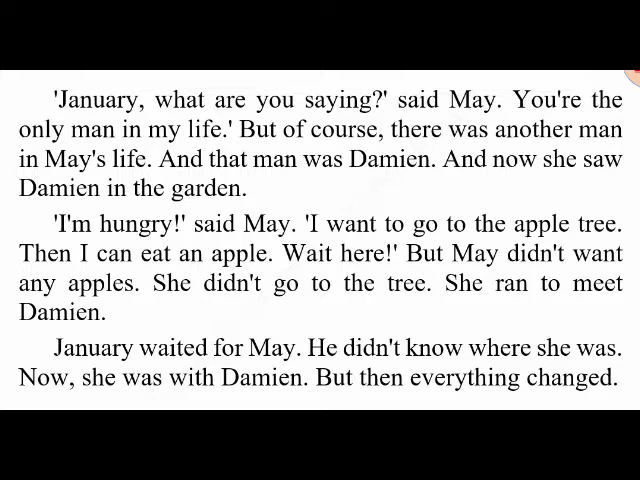 'January, what are you saying?' said May. You're the
only man in my life.' But of course, there was another man
in May's life. And that man was Damien. And now she saw
Damien in the garden.
'I'm hungry!' said May. 'I want to go to the apple tree.
Then I can eat an apple. Wait here!' But May didn't want
any apples. She didn't go to the tree. She ran to meet
Damien.
January waited for May. He didn't know where she was.
Now, she was with Damien. But then everything changed.